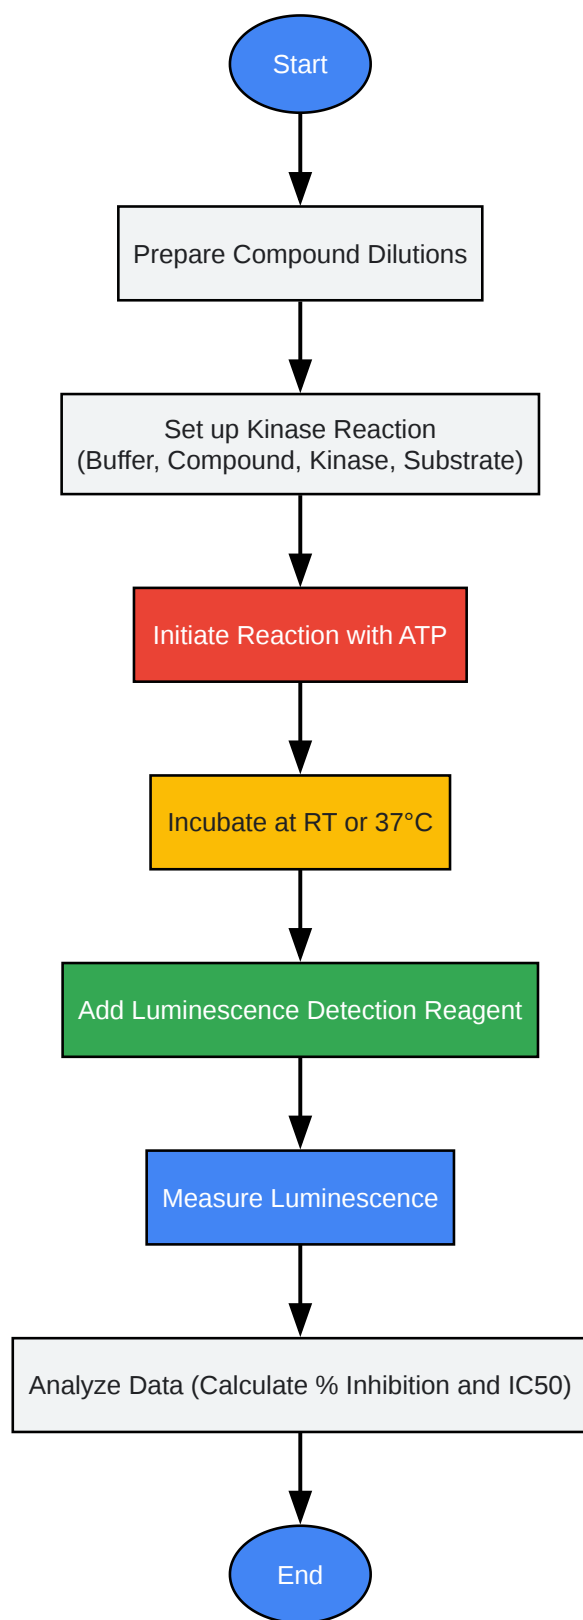 Start
Prepare Compound Dilutions
Set up Kinase Reaction
(Buffer, Compound, Kinase, Substrate)
Initiate Reaction with ATP
Incubate at RT or 37°C
Add Luminescence Detection Reagent
Measure Luminescence
Analyze Data (Calculate % Inhibition and IC50)
End